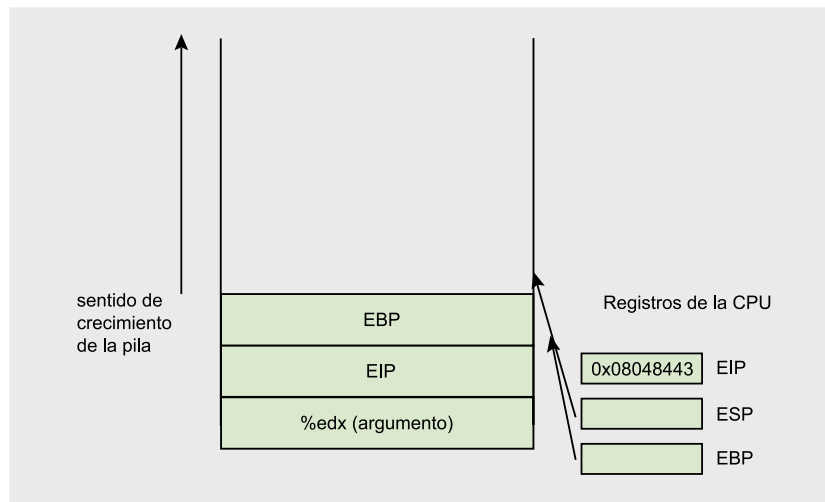 sentido de
crecimiento
de la pila
EBP
EIP
%edx (argumento)
Registros de la CPU
0x08048443 EIP
ESP
EBP